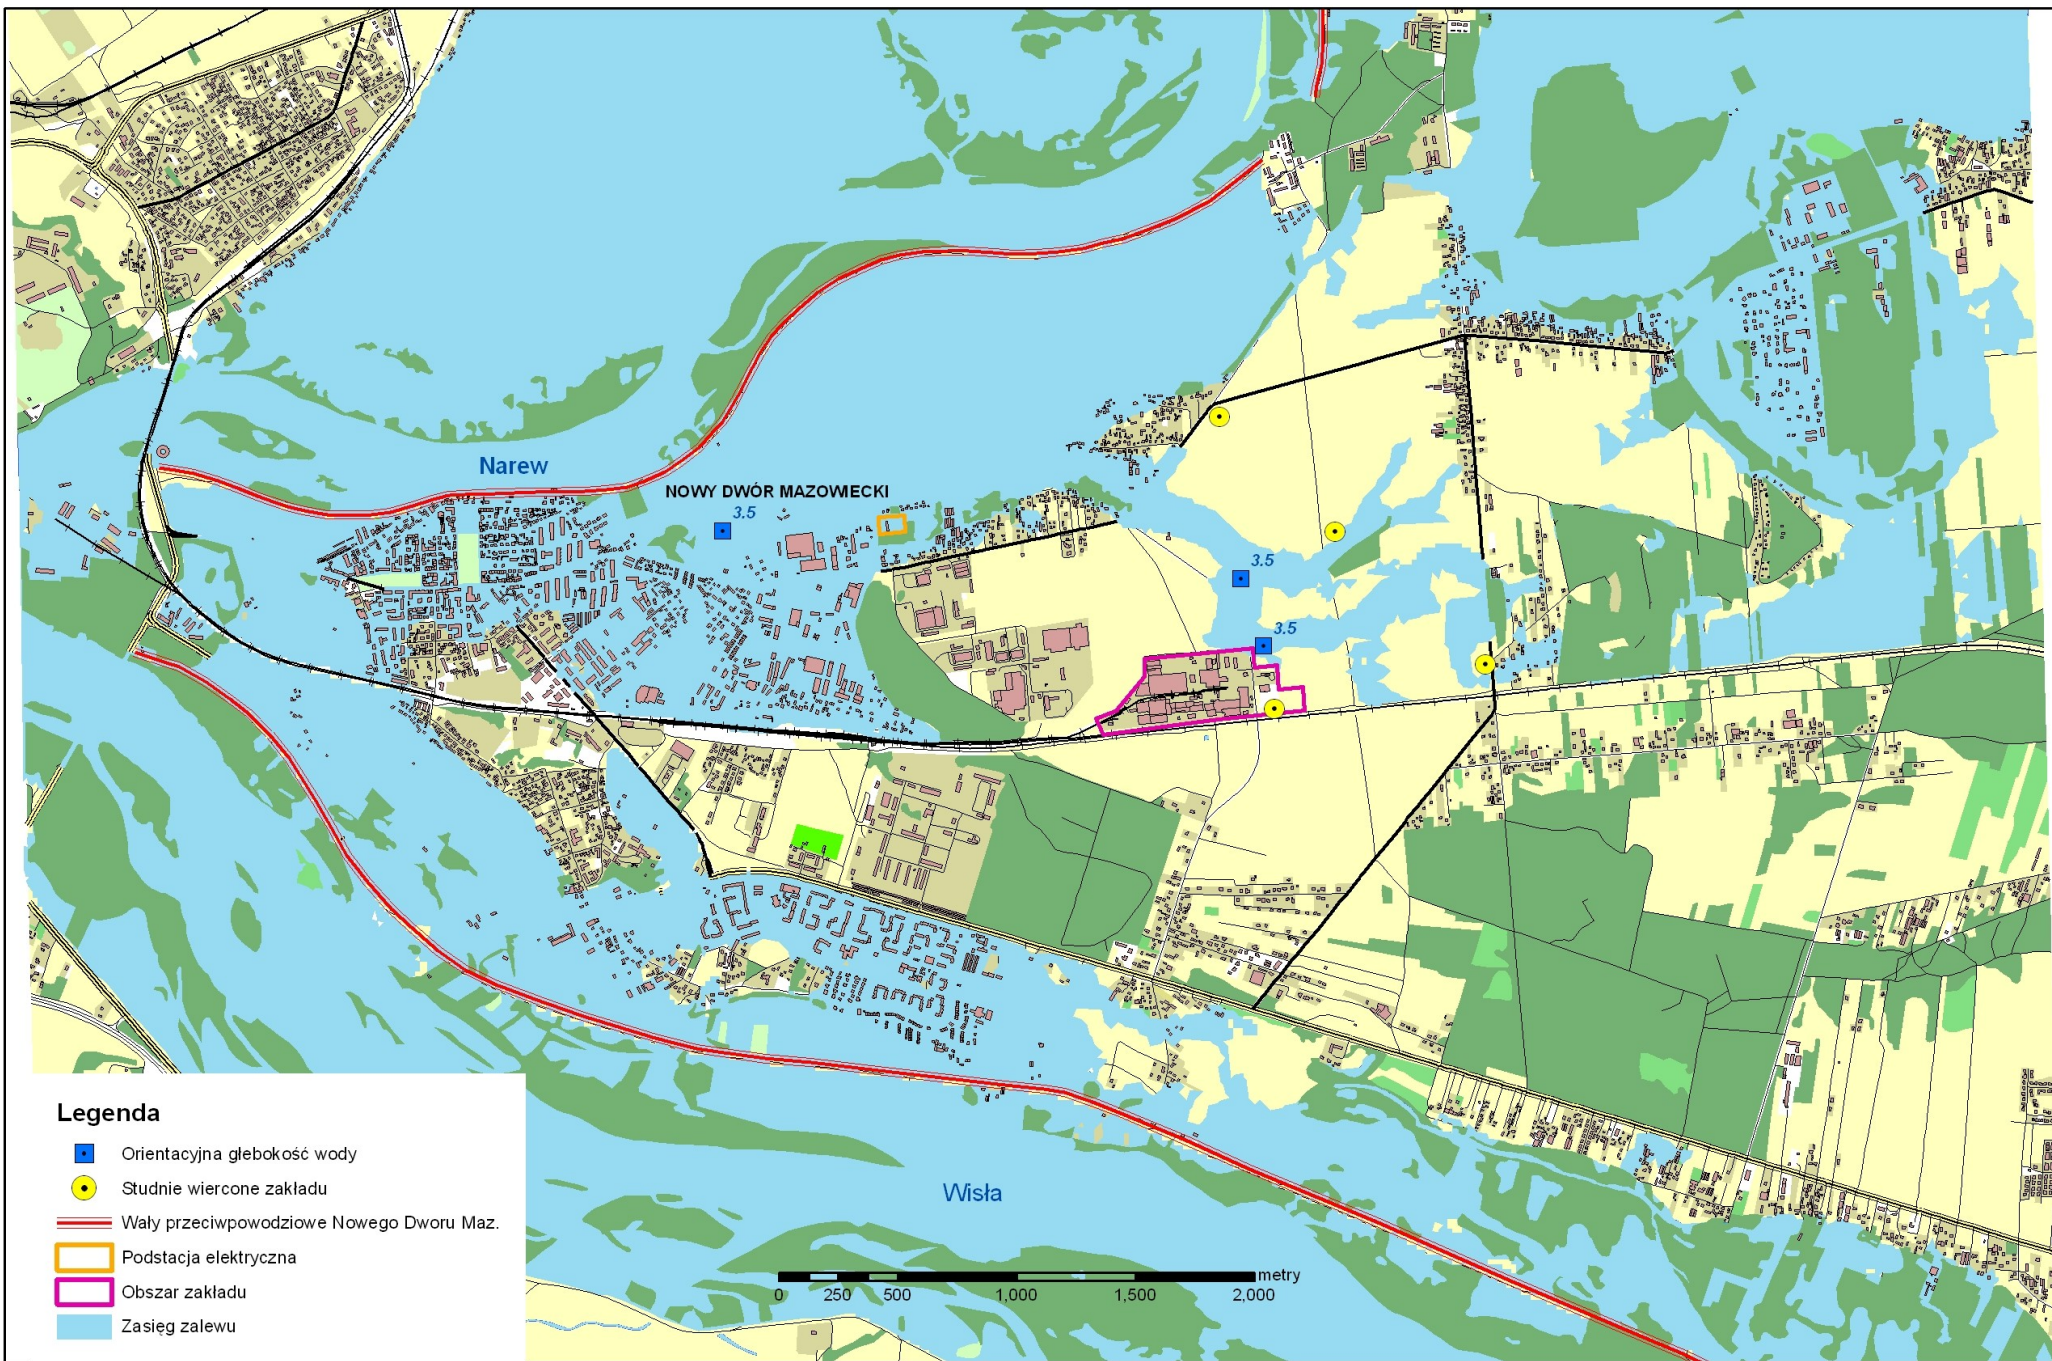 Narew
NOWY DWÓR MAZOWIECKI
3.5
3.5
3.5
Wisła
Legenda
Orientacyjna głebokość wody
Studnie wiercone zakładu
Wały przeciwpowodziowe Nowego Dworu Maz.
Podstacja elektryczna
Obszar zakładu
Zasięg zalewu
metry
0 250 500 1,000 1,500 2,000